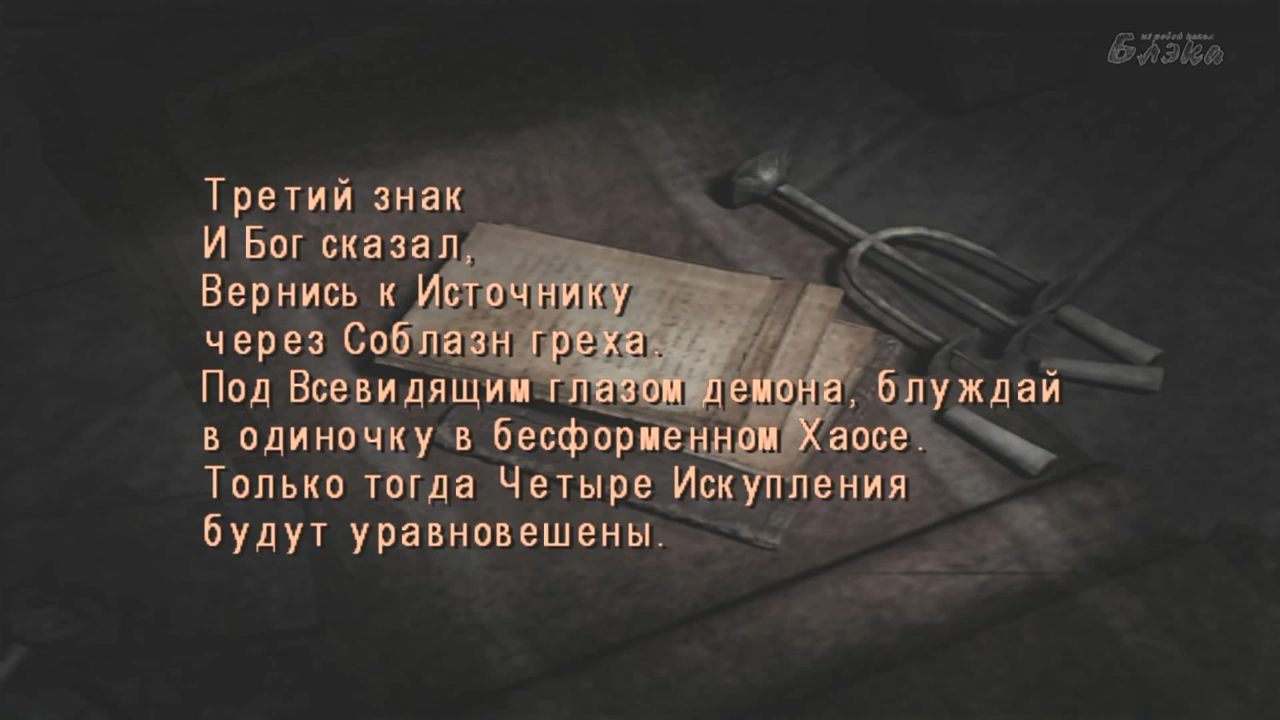 Блэка
Третий знак
И Бог сказал,
Вернись к Источнику
через Соблазн греха.
Под Всевидящим глазом демона, блуждай
в одиночку в бесформенном Хаосе.
Только тогда Четыре Искупления
будут уравновешены.